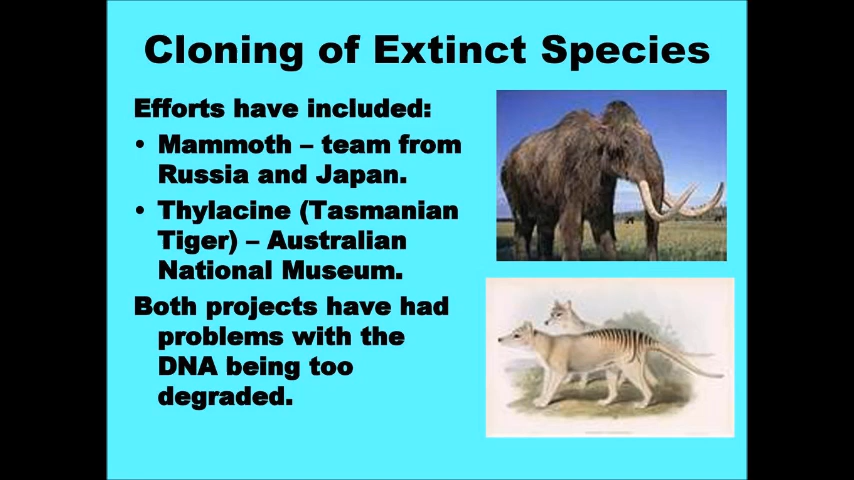 Cloning of Extinct Species
Efforts have included:
• Mammoth – team from
Russia and Japan.
• Thylacine (Tasmanian
Tiger) – Australian
National Museum.
Both projects have had
problems with the
DNA being too
degraded.